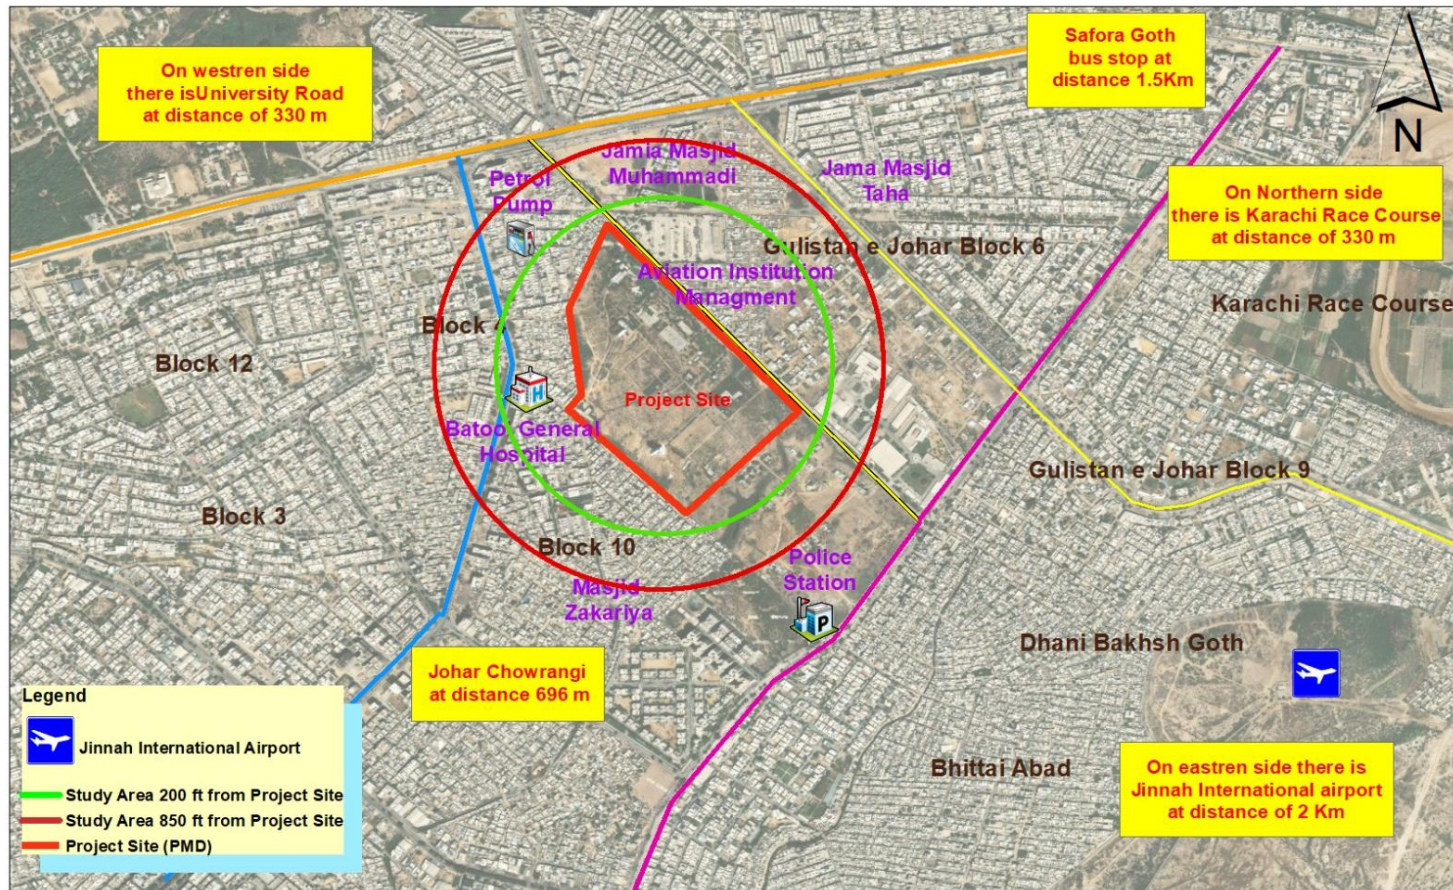 On westren side
there isUniversity Road
at distance of 330 m
Safora Goth
bus stop at
distance 1.5Km
N
Jamia Masjid
Muhammadi
Petrol
Pump
Jama Masjid
Taha
On Northern side
there is Karachi Race Course
at distance of 330 m
Gulistan e Johar Block 6
Aviation Institution
Managment
Karachi Race Course
Block 4
Block 12
H
Project Site
Batool General
Hospital
Gulistan e Johar Block 9
Block 3
Block 10
Police
Station
P
Masjid
Zakariya
Dhani Bakhsh Goth
Johar Chowrangi
at distance 696 m
Bhittai Abad
On eastren side there is
Jinnah International airport
at distance of 2 Km
Legend
Jinnah International Airport
Study Area 200 ft from Project Site
Study Area 850 ft from Project Site
Project Site (PMD)